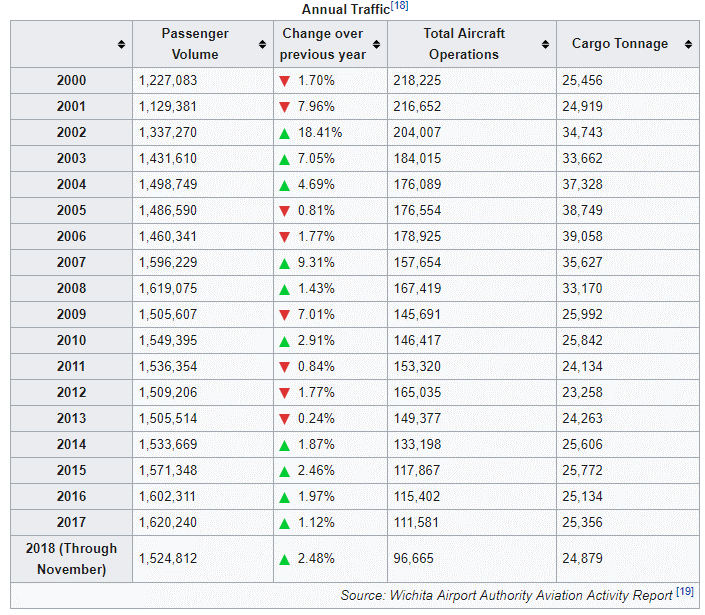 Annual Traffic[18]
Passenger Volume Change over previous year Total Aircraft Operations Cargo Tonnage
2000 1,227,083 ▼ 1.70% 218,225 25,456
2001 1,129,381 ▼ 7.96% 216,652 24,919
2002 1,337,270 ▲ 18.41% 204,007 34,743
2003 1,431,610 ▲ 7.05% 184,015 33,662
2004 1,498,749 ▲ 4.69% 176,089 37,328
2005 1,486,590 ▼ 0.81% 176,554 38,749
2006 1,460,341 ▼ 1.77% 178,925 39,058
2007 1,596,229 ▲ 9.31% 157,654 35,627
2008 1,619,075 ▲ 1.43% 167,419 33,170
2009 1,505,607 ▼ 7.01% 145,691 25,992
2010 1,549,395 ▲ 2.91% 146,417 25,842
2011 1,536,354 ▼ 0.84% 153,320 24,134
2012 1,509,206 ▼ 1.77% 165,035 23,258
2013 1,505,514 ▼ 0.24% 149,377 24,263
2014 1,533,669 ▲ 1.87% 133,198 25,606
2015 1,571,348 ▲ 2.46% 117,867 25,772
2016 1,602,311 ▲ 1.97% 115,402 25,134
2017 1,620,240 ▲ 1.12% 111,581 25,356
2018 (Through November) 1,524,812 ▲ 2.48% 96,665 24,879
Source: Wichita Airport Authority Aviation Activity Report [19]